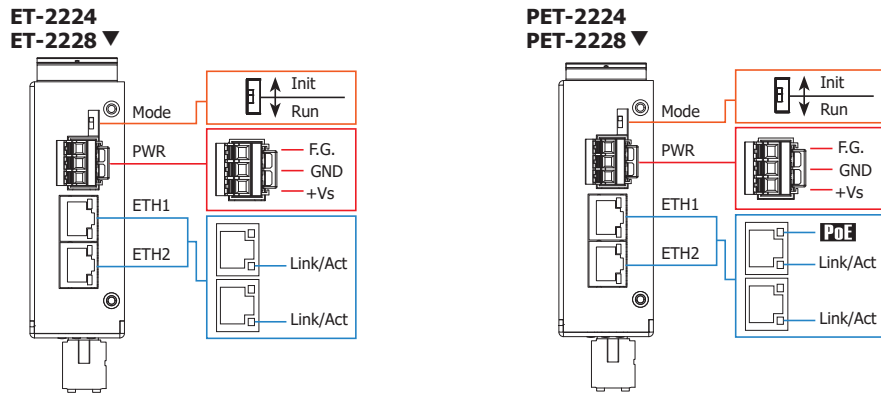 ET-2224
ET-2228 ▼
Mode
Init
Run
PWR
F.G.
GND
+Vs
ETH1
ETH2
Link/Act
Link/Act
PET-2224
PET-2228 ▼
Mode
Init
Run
PWR
F.G.
GND
+Vs
ETH1
ETH2
PoE
Link/Act
Link/Act